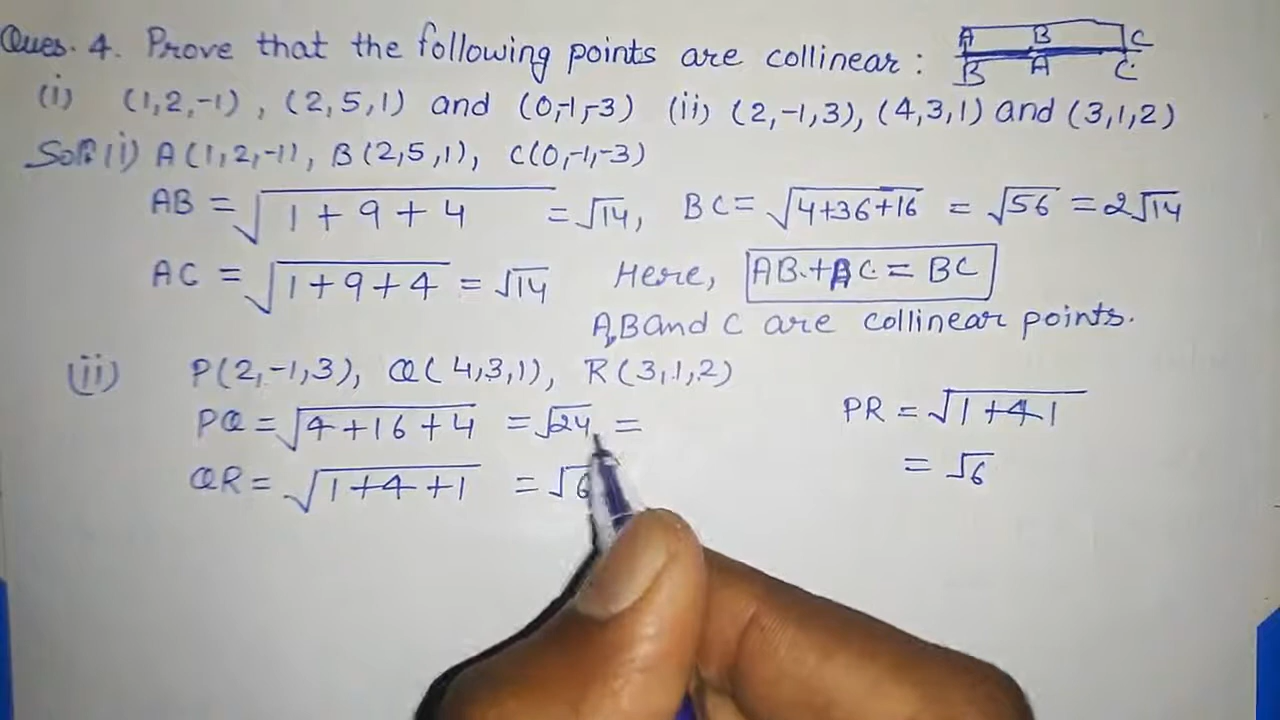 Ques. 4. Prove that the following points are collinear :
A B C
B A C
(i) (1,2,-1), (2,5,1) and (0,-1,-3) (ii) (2,-1,3), (4,3,1) and (3,1,2)
Solⁿ(i) A(1,2,-1), B(2,5,1), C(0,-1,-3)
AB = √1+9+4 = √14, BC = √4+36+16 = √56 = 2√14
AC = √1+9+4 = √14 Here, AB+AC = BC
A,B and C are collinear points.
(ii) P(2,-1,3), Q(4,3,1), R(3,1,2)
PQ = √4+16+4 = √24 = PR = √1+4+1
QR = √1+4+1 = √6 = √6